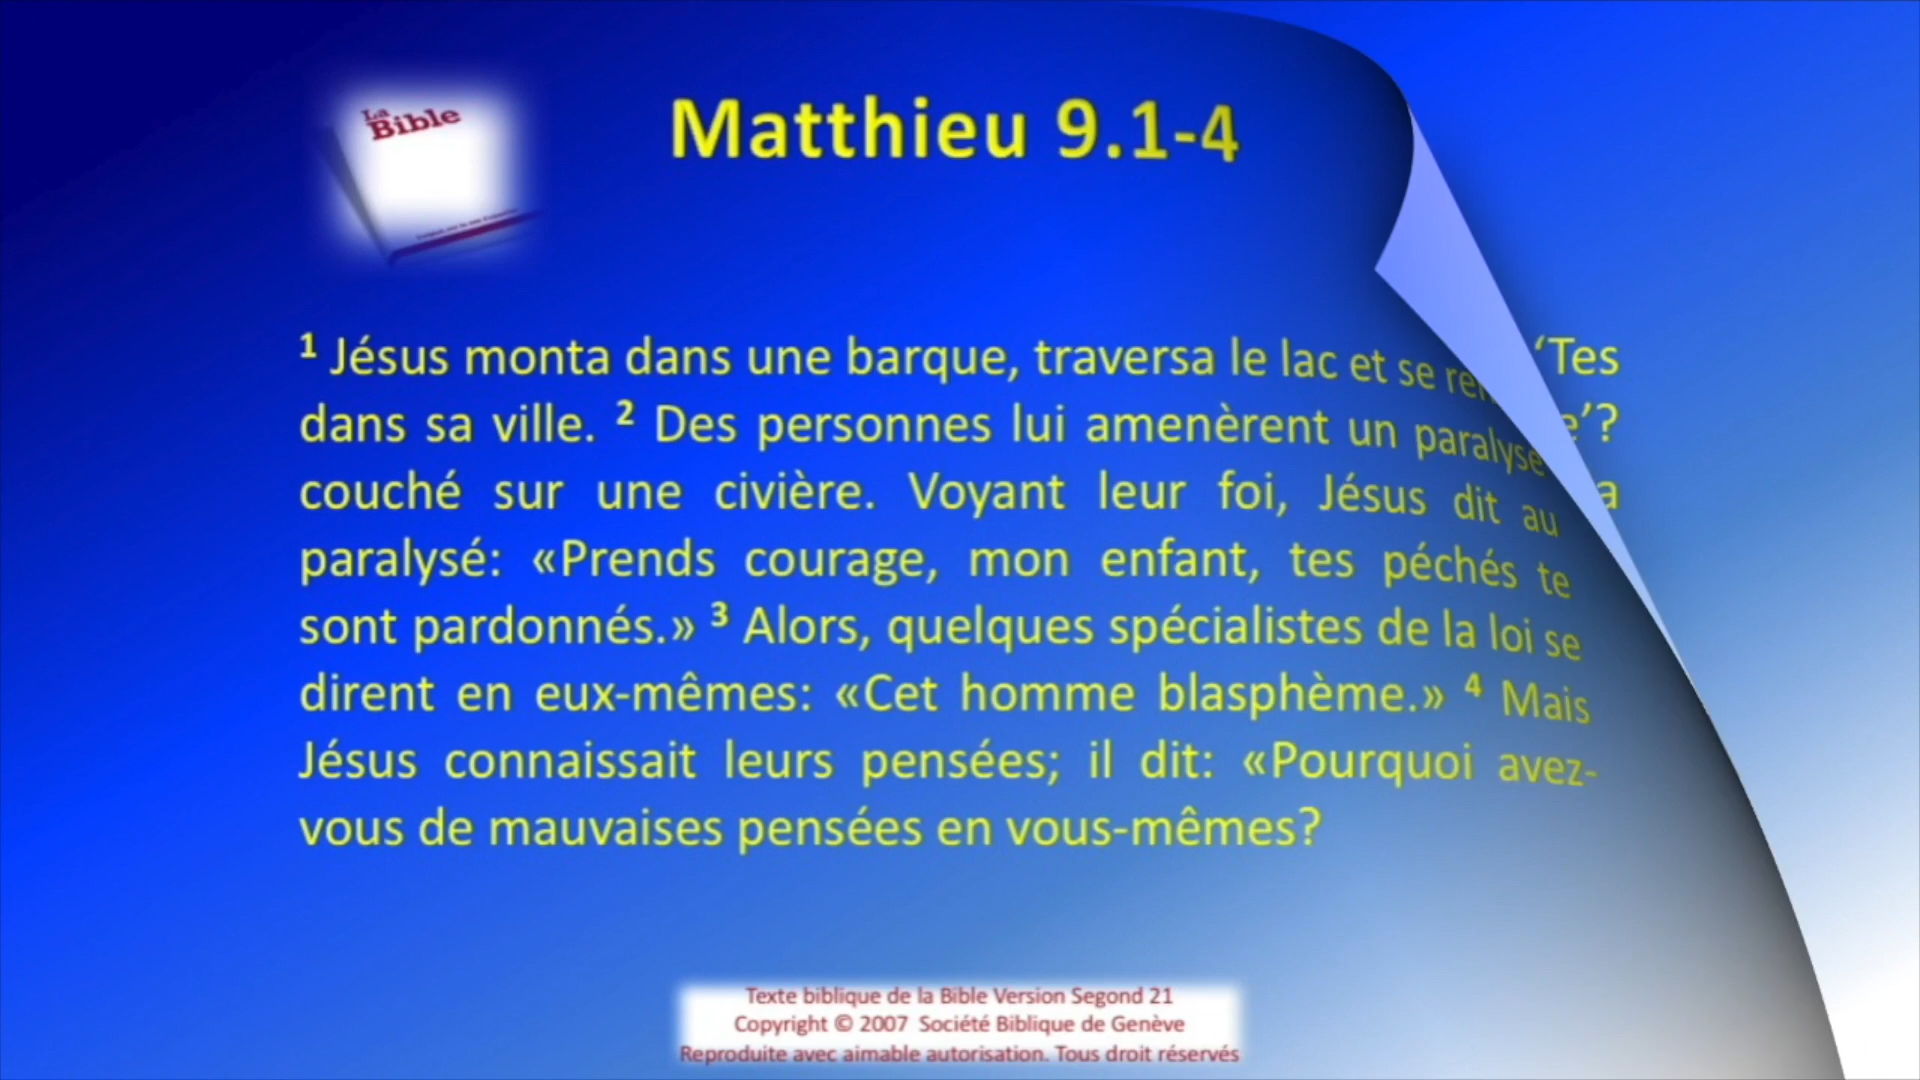 La
Bible
Matthieu 9.1-4
1 Jésus monta dans une barque, traversa le lac et se
dans sa ville. 2 Des personnes lui amenèrent un paralysé
couché sur une civière. Voyant leur foi, Jésus dit au
paralysé: «Prends courage, mon enfant, tes péchés te
sont pardonnés.» 3 Alors, quelques spécialistes de la loi se
dirent en eux-mêmes: «Cet homme blasphème.» 4 Mais
Jésus connaissait leurs pensées; il dit: «Pourquoi avez-
vous de mauvaises pensées en vous-mêmes?
‘Tes
Texte biblique de la Bible Version Segond 21
Copyright © 2007 Société Biblique de Genève
Reproduite avec aimable autorisation. Tous droit réservés